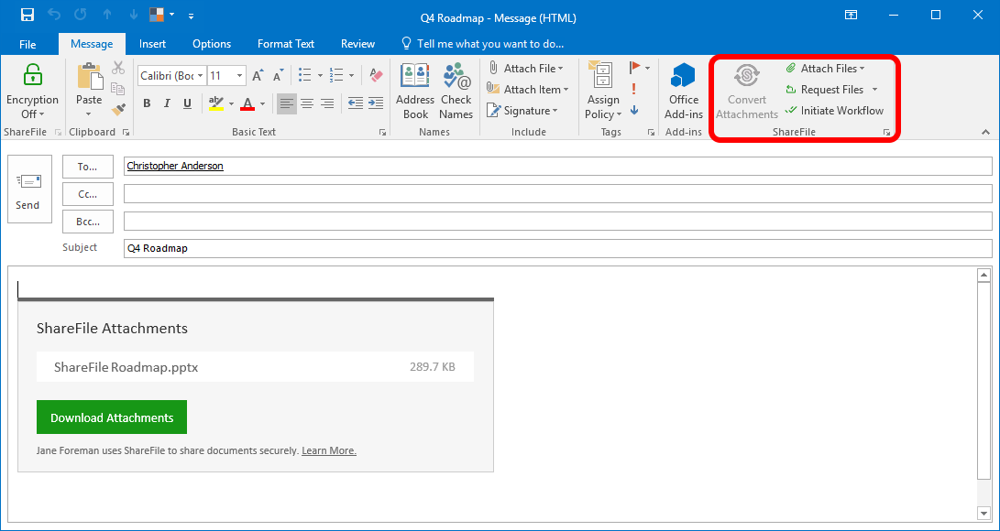 Q4 Roadmap - Message (HTML)
File Message Insert Options Format Text Review Tell me what you want to do...
Encryption Off
ShareFile
Paste
Clipboard
Calibri (Boc 11
B I U A
Basic Text
Address Book
Check Names
Names
Attach File
Attach Item
Signature
Include
Assign Policy
Tags
Office Add-ins
Add-ins
Convert Attachments
Attach Files
Request Files
Initiate Workflow
ShareFile
Send
To... Christopher Anderson
Cc...
Bcc...
Subject Q4 Roadmap
ShareFile Attachments
ShareFile Roadmap.pptx 289.7 KB
Download Attachments
Jane Foreman uses ShareFile to share documents securely. Learn More.